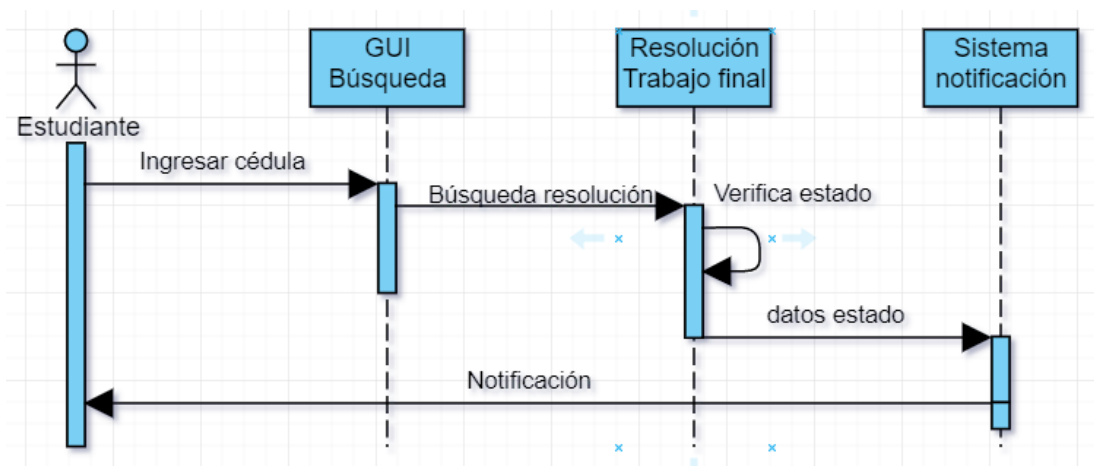 GUI
Búsqueda
Resolución
Trabajo final
Sistema
notificación
Estudiante
Ingresar cédula
Búsqueda resolución
Verifica estado
datos estado
Notificación